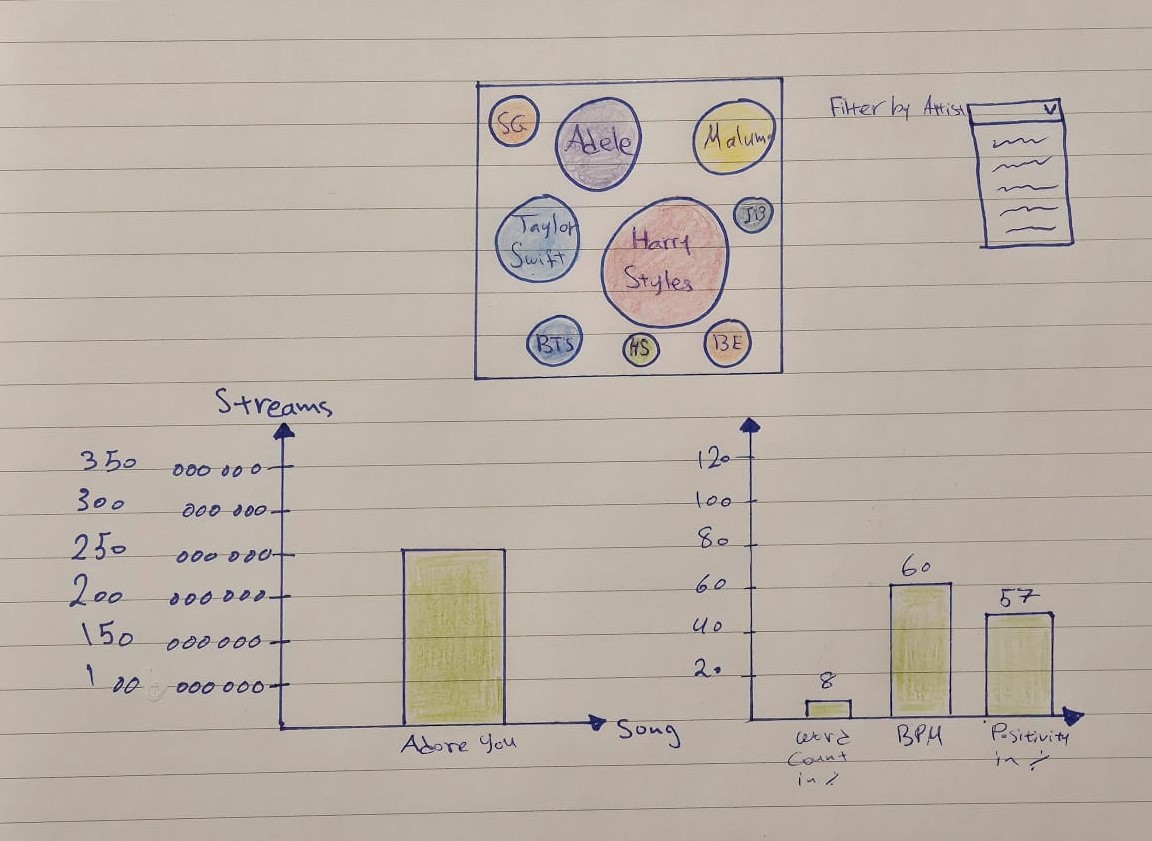 SG
Adele
Maluma
Filter by Artist
Taylor
Swift
Harry
Styles
JB
BTS
HS
BE
Streams
350 000 000
300 000 000
250 000 000
200 000 000
150 000 000
100 000 000
Adore You
Song
120
100
80
60
40
20
8
60
57
Word
Count
in %
BPM
Positivity
in %